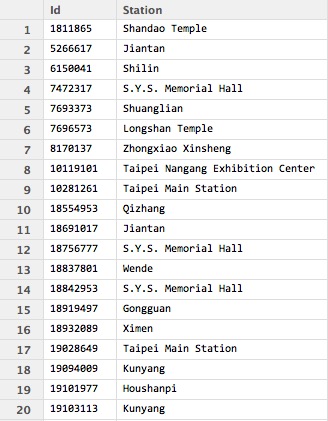 Id Station
1 1811865 Shandao Temple
2 5266617 Jiantan
3 6150041 Shilin
4 7472317 S.Y.S. Memorial Hall
5 7693373 Shuanglian
6 7696573 Longshan Temple
7 8170137 Zhongxiao Xinsheng
8 10119101 Taipei Nangang Exhibition Center
9 10281261 Taipei Main Station
10 18554953 Qizhang
11 18691017 Jiantan
12 18756777 S.Y.S. Memorial Hall
13 18837801 Wende
14 18842953 S.Y.S. Memorial Hall
15 18919497 Gongguan
16 18932089 Ximen
17 19028649 Taipei Main Station
18 19094009 Kunyang
19 19101977 Houshanpi
20 19103113 Kunyang